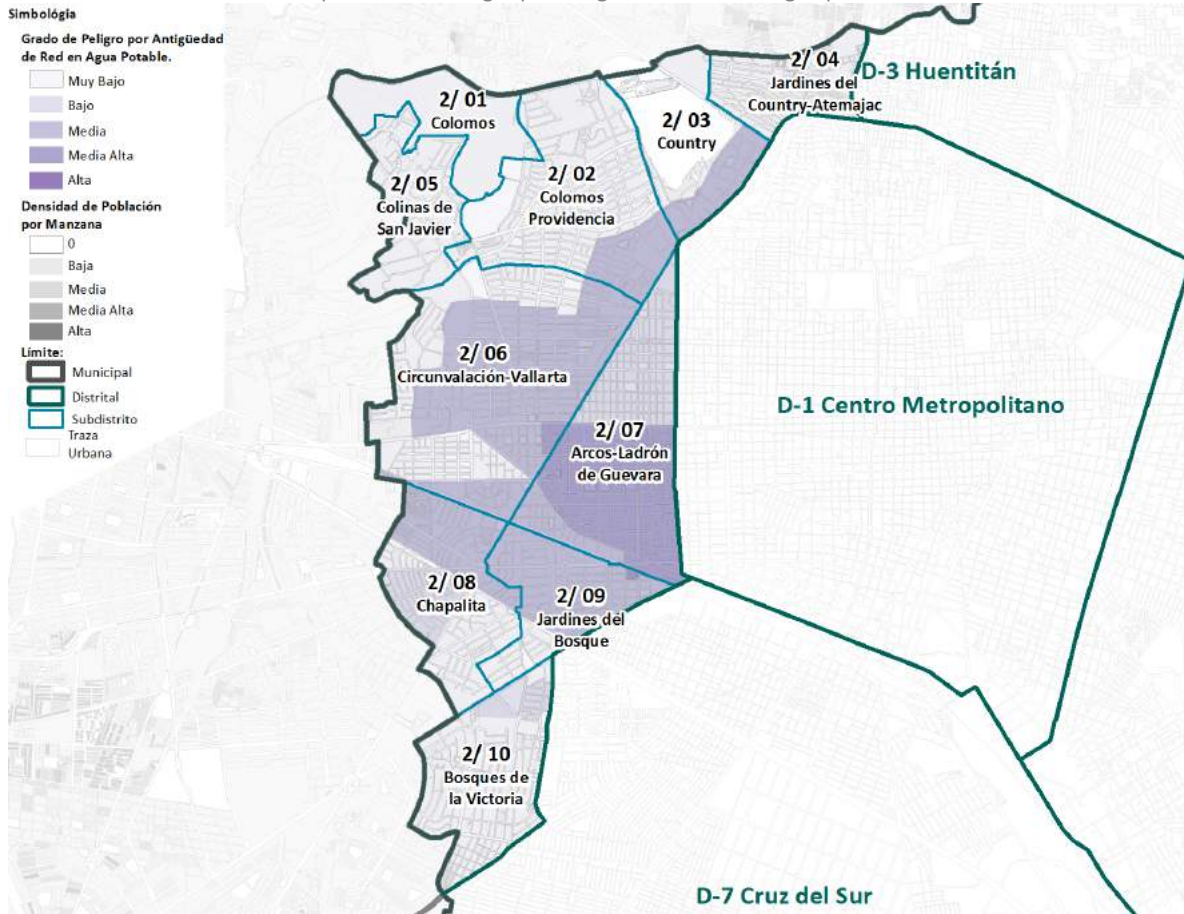 Simbológia
Grado de Peligro por Antigüedad
de Red en Agua Potable.
Muy Bajo
Bajo
Media
Media Alta
Alta
Densidad de Población
por Manzana
0
Baja
Media
Media Alta
Alta
Límite:
Municipal
Distrital
Subdistrito
Traza
Urbana
2/ 04
Jardines del
Country-Atemajac
D-3 Huentitán
2/ 01
Colomos
2/ 03
Country
2/ 02
Colomos
Providencia
2/ 05
Colinas de
San Javier
2/ 06
Circunvalación-Vallarta
D-1 Centro Metropolitano
2/ 07
Arcos-Ladrón
de Guevara
2/ 08
Chapalita
2/ 09
Jardines del
Bosque
2/ 10
Bosques de
la Victoria
D-7 Cruz del Sur